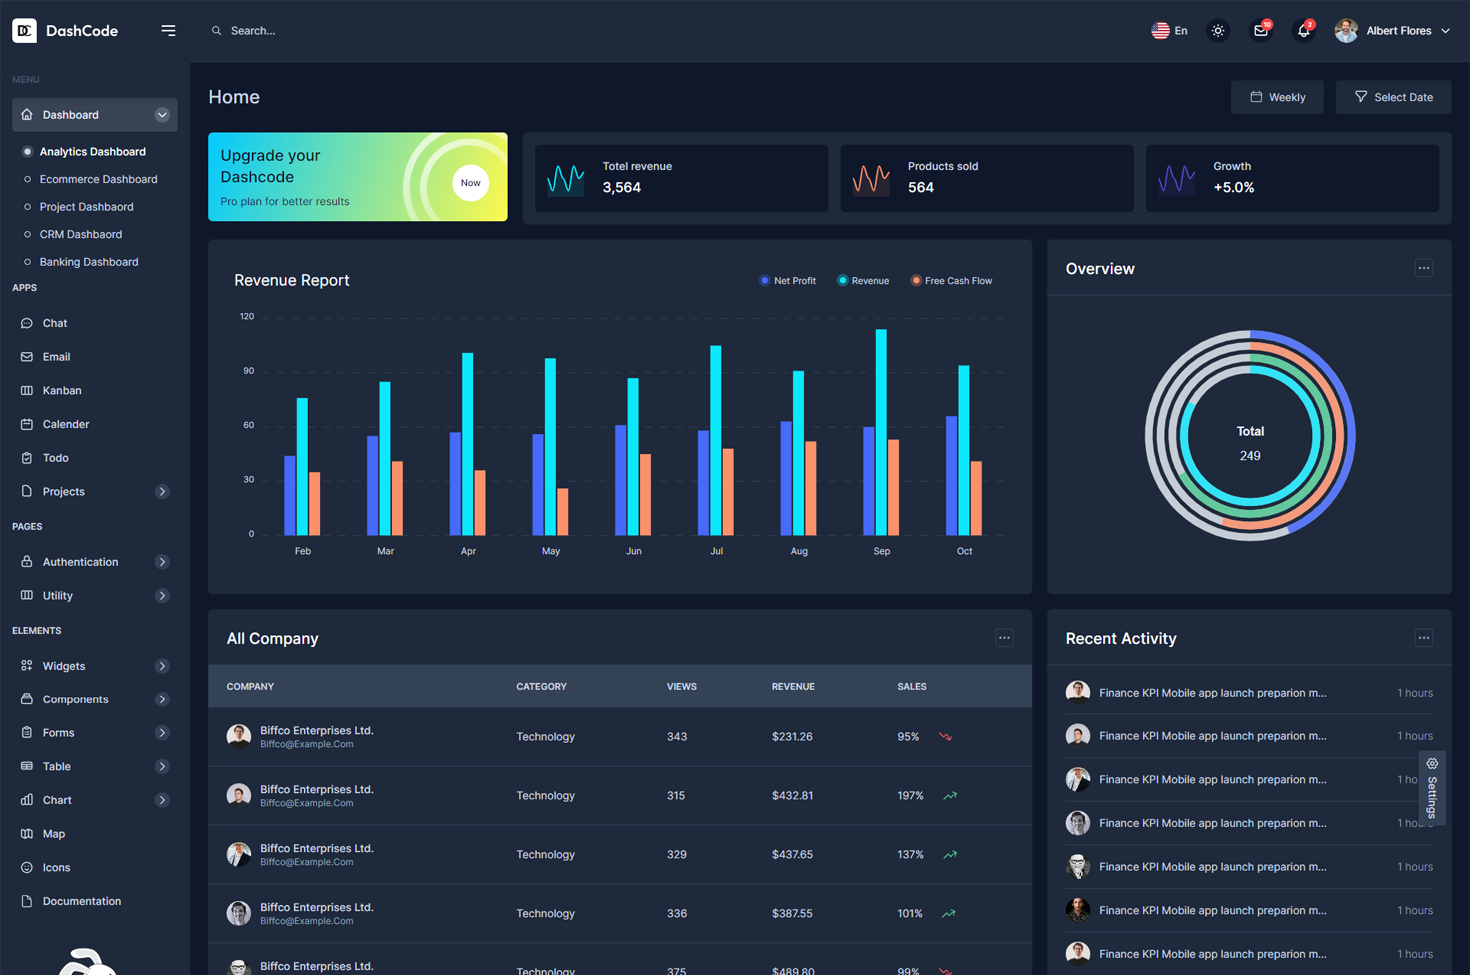 DC DashCode
Search...
En
10
2
Albert Flores
MENU
Dashboard
Analytics Dashboard
Ecommerce Dashboard
Project Dashbaord
CRM Dashbaord
Banking Dashboard
APPS
Chat
Email
Kanban
Calender
Todo
Projects
PAGES
Authentication
Utility
ELEMENTS
Widgets
Components
Forms
Table
Chart
Map
Icons
Documentation
Home
Weekly
Select Date
Upgrade your
Dashcode
Pro plan for better results
Now
Totel revenue
3,564
Products sold
564
Growth
+5.0%
Revenue Report
Net Profit Revenue Free Cash Flow
120
90
60
30
0
Feb Mar Apr May Jun Jul Aug Sep Oct
Overview
Total
249
All Company
COMPANY CATEGORY VIEWS REVENUE SALES
Biffco Enterprises Ltd.
Biffco@Example.Com
Technology 343 $231.26 95%
Biffco Enterprises Ltd.
Biffco@Example.Com
Technology 315 $432.81 197%
Biffco Enterprises Ltd.
Biffco@Example.Com
Technology 329 $437.65 137%
Biffco Enterprises Ltd.
Biffco@Example.Com
Technology 336 $387.55 101%
Biffco Enterprises Ltd.
Technology 375 $489.80 99%
Recent Activity
Finance KPI Mobile app launch preparion m... 1 hours
Finance KPI Mobile app launch preparion m... 1 hours
Finance KPI Mobile app launch preparion m... 1 ho
Finance KPI Mobile app launch preparion m... 1 hours
Finance KPI Mobile app launch preparion m... 1 hours
Finance KPI Mobile app launch preparion m... 1 hours
Finance KPI Mobile app launch preparion m... 1 hours
Settings